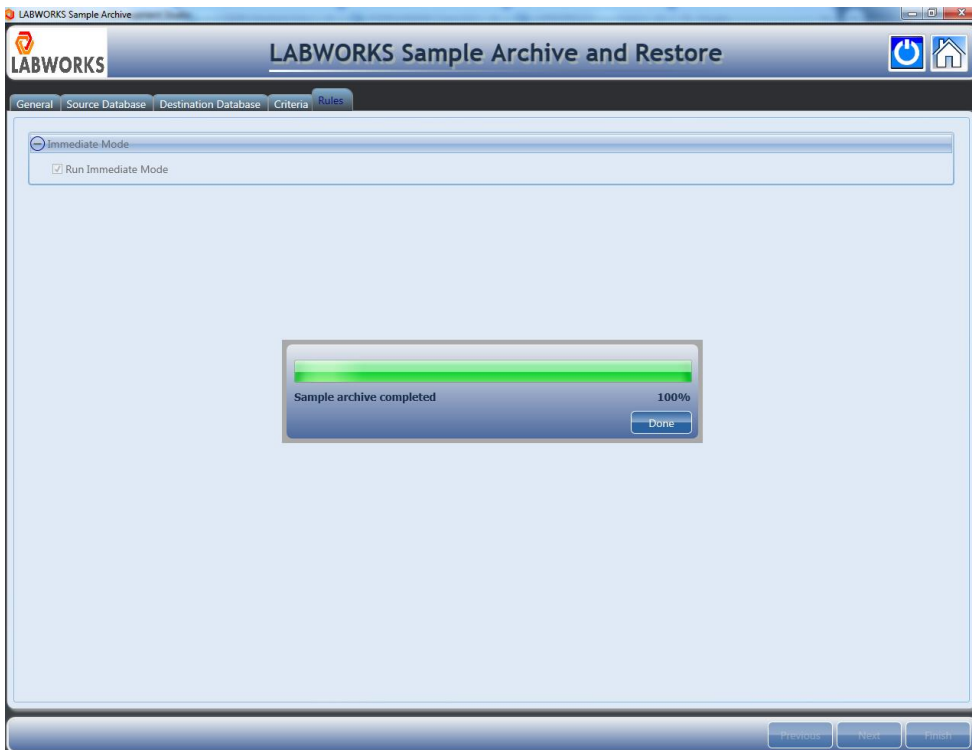 LABWORKS Sample Archive
LABWORKS
LABWORKS Sample Archive and Restore
General Source Database Destination Database Criteria Rules
Immediate Mode
Run Immediate Mode
Sample archive completed 100%
Done
Previous Next Finish